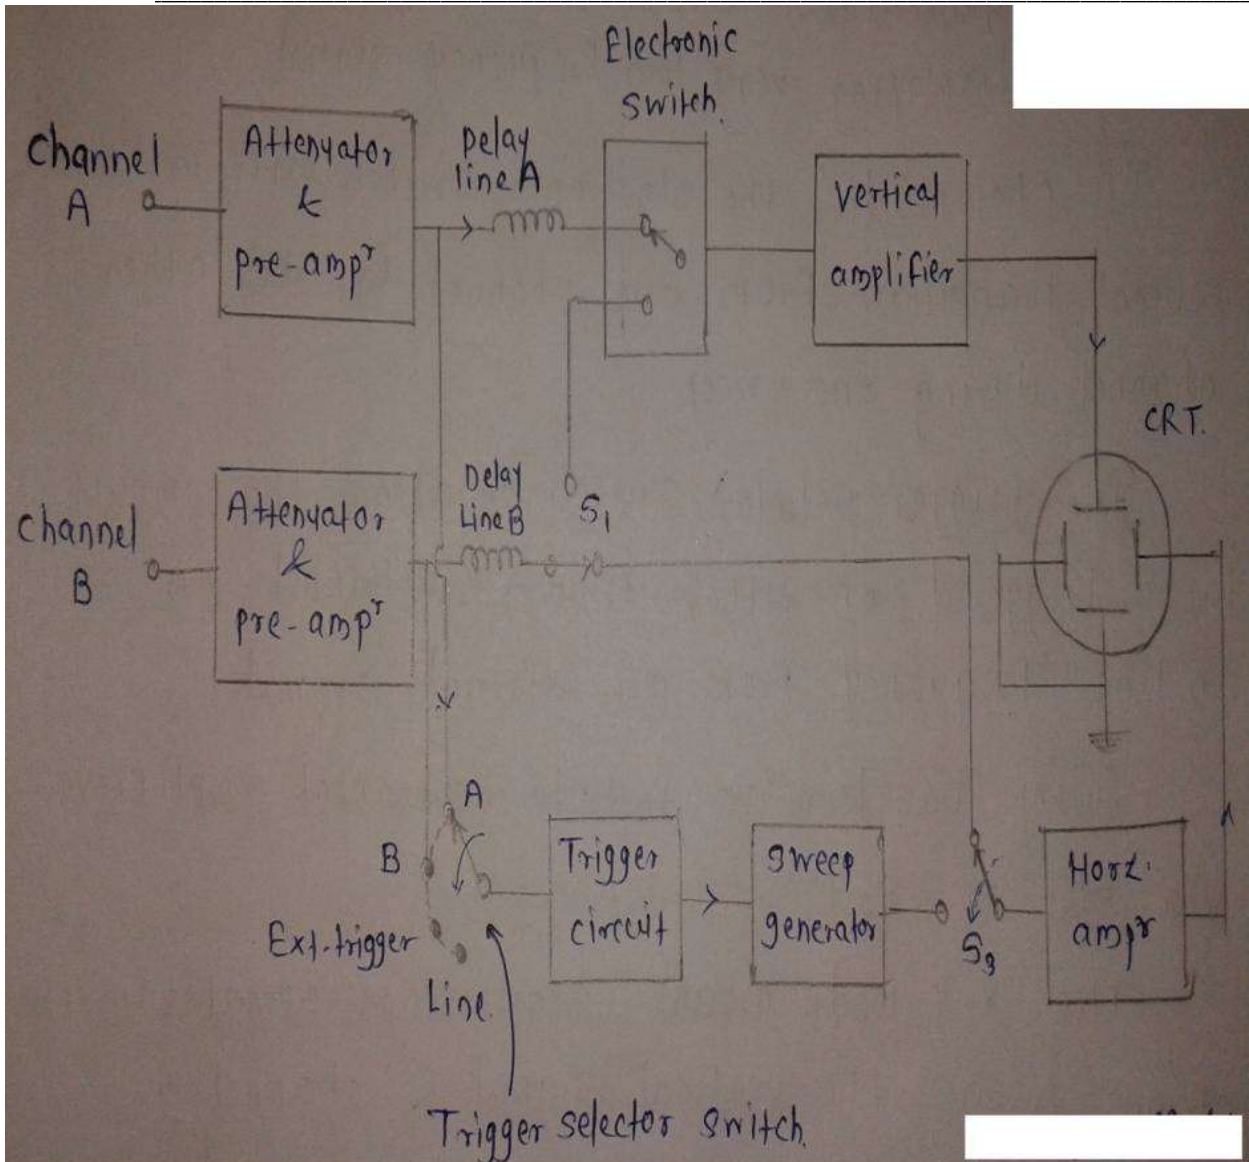 Electronic
switch.
Channel
A
Attenuator
&
pre-ampr
Delay
line A
vertical
amplifier
CRT.
Channel
B
Attenuator
&
pre-ampr
Delay
Line B
S1
A
B
Ext-trigger
Line.
Trigger
circuit
sweep
generator
S3
Horz.
ampr
Trigger selector switch.